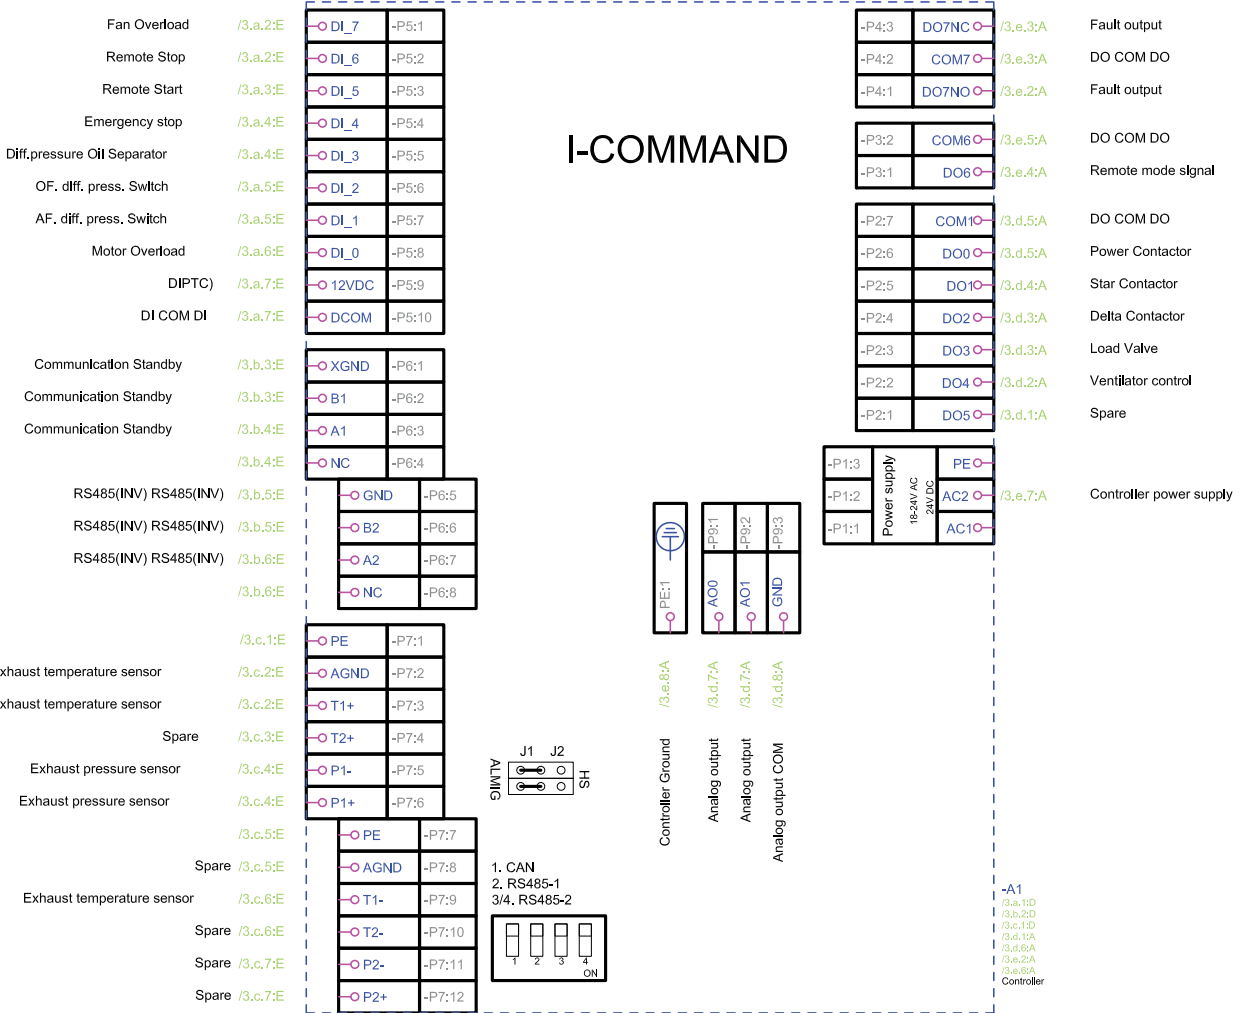 Fan Overload /3.a.2:E DI_7 -P5:1
Remote Stop /3.a.2:E DI_6 -P5:2
Remote Start /3.a.3:E DI_5 -P5:3
Emergency stop /3.a.4:E DI_4 -P5:4
Diff.pressure Oil Separator /3.a.4:E DI_3 -P5:5
OF. diff. press. Switch /3.a.5:E DI_2 -P5:6
AF. diff. press. Switch /3.a.5:E DI_1 -P5:7
Motor Overload /3.a.6:E DI_0 -P5:8
DIPTC) /3.a.7:E 12VDC -P5:9
DI COM DI /3.a.7:E DCOM -P5:10
Communication Standby /3.b.3:E XGND -P6:1
Communication Standby /3.b.3:E B1 -P6:2
Communication Standby /3.b.4:E A1 -P6:3
/3.b.4:E NC -P6:4
RS485(INV) RS485(INV) /3.b.5:E GND -P6:5
RS485(INV) RS485(INV) /3.b.5:E B2 -P6:6
RS485(INV) RS485(INV) /3.b.6:E A2 -P6:7
/3.b.6:E NC -P6:8
/3.c.1:E PE -P7:1
xhaust temperature sensor /3.c.2:E AGND -P7:2
xhaust temperature sensor /3.c.2:E T1+ -P7:3
Spare /3.c.3:E T2+ -P7:4
Exhaust pressure sensor /3.c.4:E P1- -P7:5
Exhaust pressure sensor /3.c.4:E P1+ -P7:6
/3.c.5:E PE -P7:7
Spare /3.c.5:E AGND -P7:8
Exhaust temperature sensor /3.c.6:E T1- -P7:9
Spare /3.c.6:E T2- -P7:10
Spare /3.c.7:E P2- -P7:11
Spare /3.c.7:E P2+ -P7:12
I-COMMAND
-P4:3 DO7NC /3.e.3:A Fault output
-P4:2 COM7 /3.e.3:A DO COM DO
-P4:1 DO7NO /3.e.2:A Fault output
-P3:2 COM6 /3.e.5:A DO COM DO
-P3:1 DO6 /3.e.4:A Remote mode signal
-P2:7 COM1 /3.d.5:A DO COM DO
-P2:6 DO0 /3.d.5:A Power Contactor
-P2:5 DO1 /3.d.4:A Star Contactor
-P2:4 DO2 /3.d.3:A Delta Contactor
-P2:3 DO3 /3.d.3:A Load Valve
-P2:2 DO4 /3.d.2:A Ventilator control
-P2:1 DO5 /3.d.1:A Spare
-P1:3 PE
-P1:2 AC2 /3.e.7:A Controller power supply
-P1:1 AC1
Power supply
18-24V AC
24V DC
PE:1 /3.e.8:A Controller Ground
-P9:1 AO0 /3.d.7:A Analog output
-P9:2 AO1 /3.d.7:A Analog output
-P9:3 GND /3.d.8:A Analog output COM
J1 J2
ALMIG
HS
1. CAN
2. RS485-1
3/4. RS485-2
1 2 3 4
ON
-A1
/3.a.1:D
/3.b.2:D
/3.c.1:D
/3.d.1:A
/3.d.6:A
/3.e.2:A
/3.e.6:A
Controller